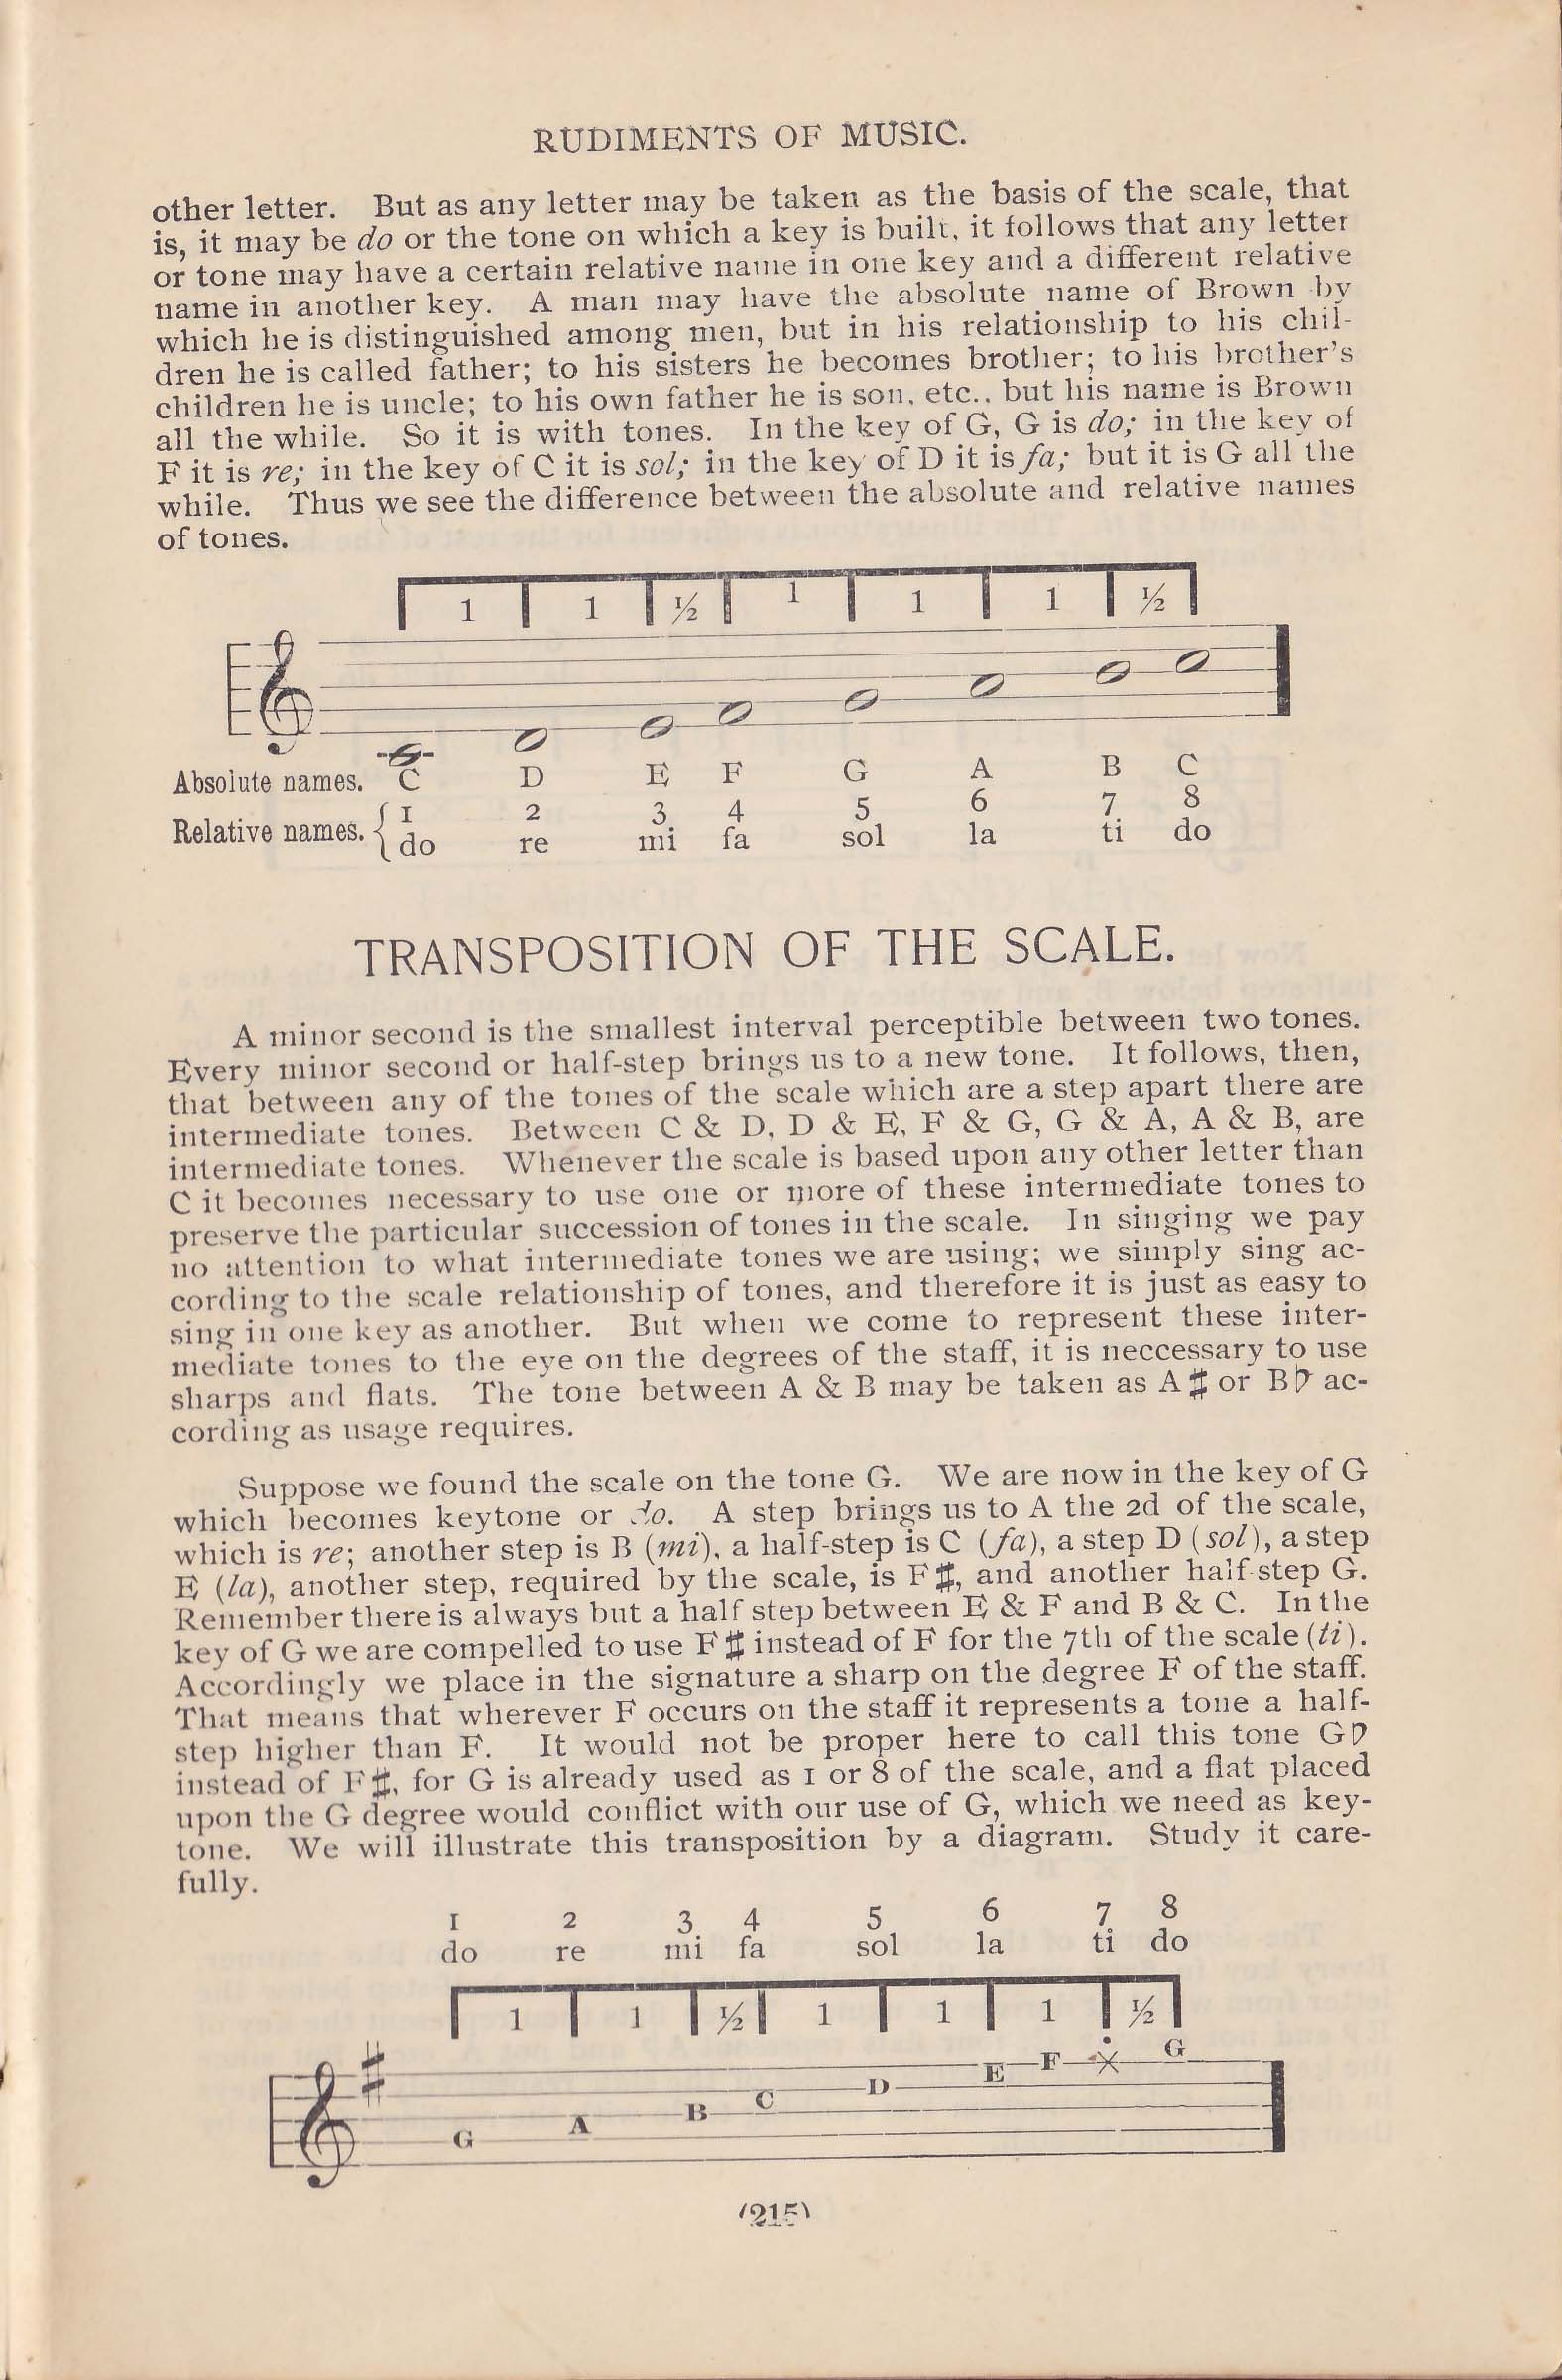 RUDIMENTS OF MUSIC.
other letter. But as any letter may be taken as the basis of the scale, that
is, it may be do or the tone on which a key is built, it follows that any letter
or tone may have a certain relative name in one key and a different relative
name in another key. A man may have the absolute name of Brown by
which he is distinguished among men, but in his relationship to his chil-
dren he is called father; to his sisters he becomes brother; to his brother's
children he is uncle; to his own father he is son, etc., but his name is Brown
all the while. So it is with tones. In the key of G, G is do; in the key of
F it is re; in the key of C it is sol; in the key of D it is fa; but it is G all the
while. Thus we see the difference between the absolute and relative names
of tones.
1 1 ½ 1 1 1 ½
Absolute names. C D E F G A B C
Relative names. { 1 2 3 4 5 6 7 8
do re mi fa sol la ti do
TRANSPOSITION OF THE SCALE.
A minor second is the smallest interval perceptible between two tones.
Every minor second or half-step brings us to a new tone. It follows, then,
that between any of the tones of the scale which are a step apart there are
intermediate tones. Between C & D, D & E, F & G, G & A, A & B, are
intermediate tones. Whenever the scale is based upon any other letter than
C it becomes necessary to use one or more of these intermediate tones to
preserve the particular succession of tones in the scale. In singing we pay
no attention to what intermediate tones we are using; we simply sing ac-
cording to the scale relationship of tones, and therefore it is just as easy to
sing in one key as another. But when we come to represent these inter-
mediate tones to the eye on the degrees of the staff, it is neccessary to use
sharps and flats. The tone between A & B may be taken as A♯ or B♭ ac-
cording as usage requires.
Suppose we found the scale on the tone G. We are now in the key of G
which becomes keytone or do. A step brings us to A the 2d of the scale,
which is re; another step is B (mi), a half-step is C (fa), a step D (sol), a step
E (la), another step, required by the scale, is F♯, and another half-step G.
Remember there is always but a half step between E & F and B & C. In the
key of G we are compelled to use F♯ instead of F for the 7th of the scale (ti).
Accordingly we place in the signature a sharp on the degree F of the staff.
That means that wherever F occurs on the staff it represents a tone a half-
step higher than F. It would not be proper here to call this tone G♭
instead of F♯, for G is already used as 1 or 8 of the scale, and a flat placed
upon the G degree would conflict with our use of G, which we need as key-
tone. We will illustrate this transposition by a diagram. Study it care-
fully.
1 2 3 4 5 6 7 8
do re mi fa sol la ti do
1 1 ½ 1 1 1 ½
G A B C D E F G
(215)